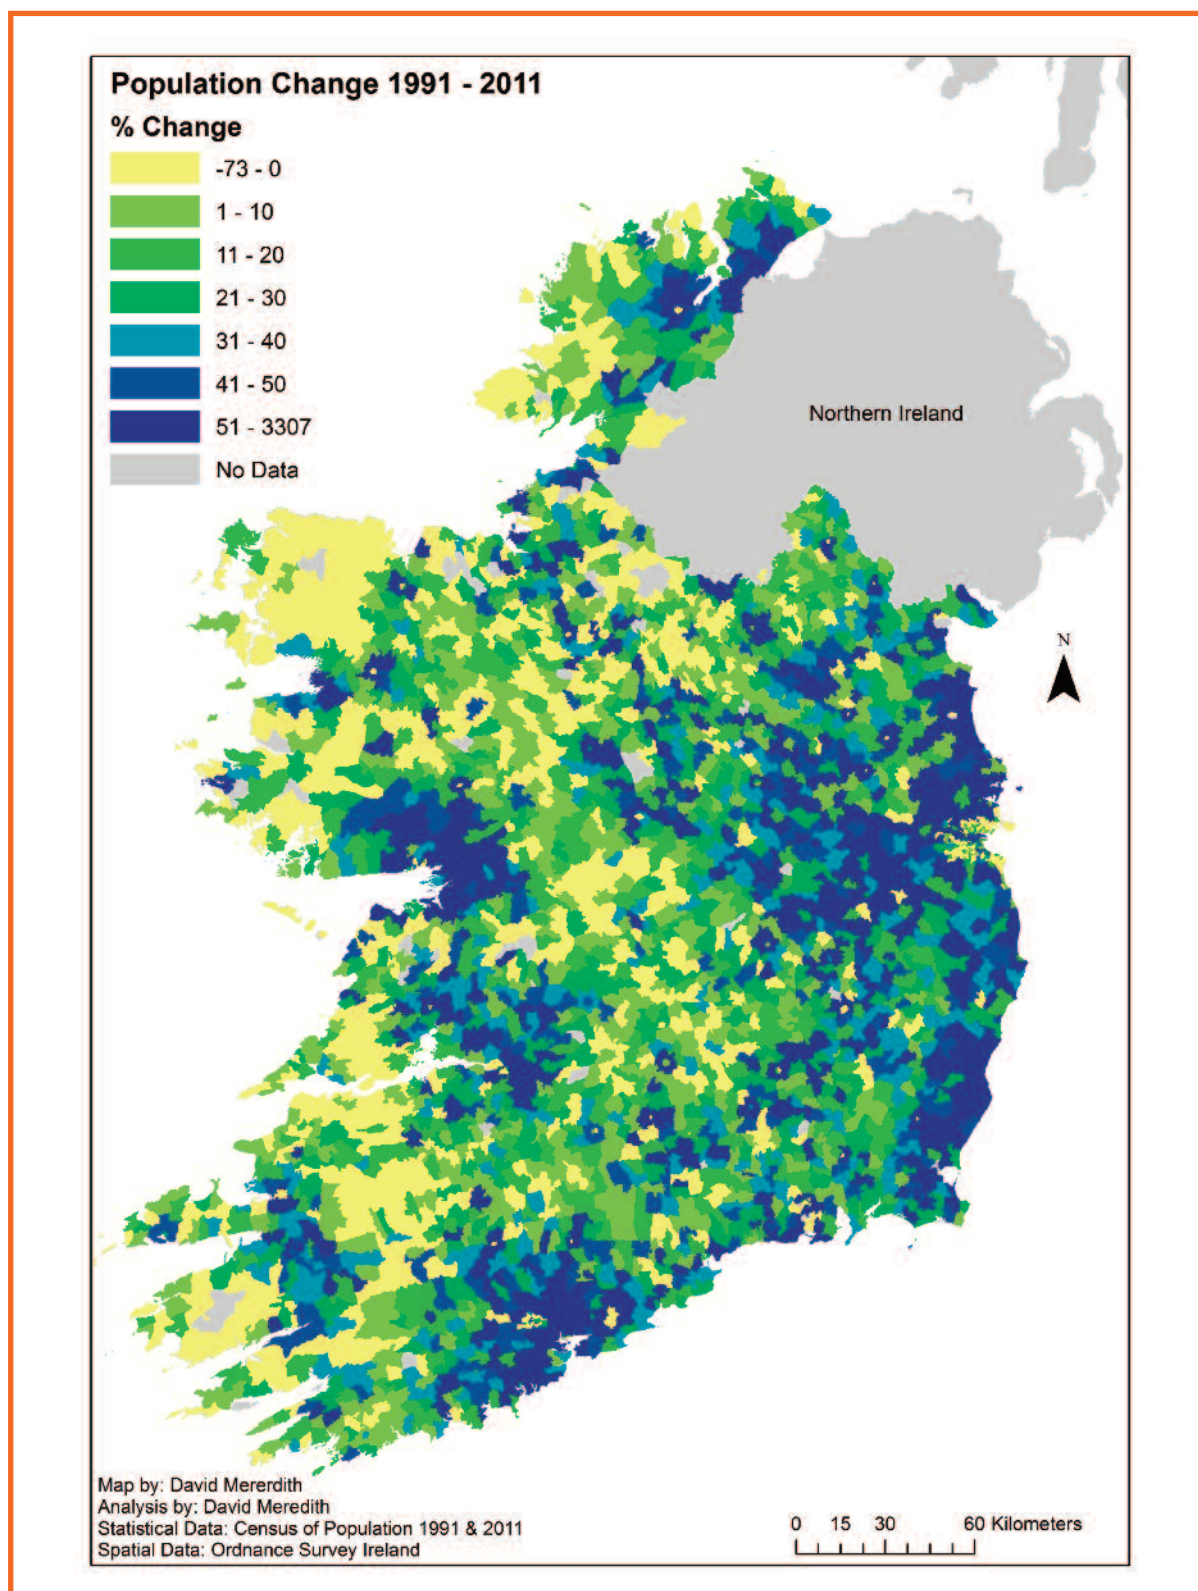 Population Change 1991 - 2011
% Change
-73 - 0
1 - 10
11 - 20
21 - 30
31 - 40
41 - 50
51 - 3307
No Data
Northern Ireland
N
Map by: David Mererdith
Analysis by: David Meredith
Statistical Data: Census of Population 1991 & 2011
Spatial Data: Ordnance Survey Ireland
0 15 30 60 Kilometers